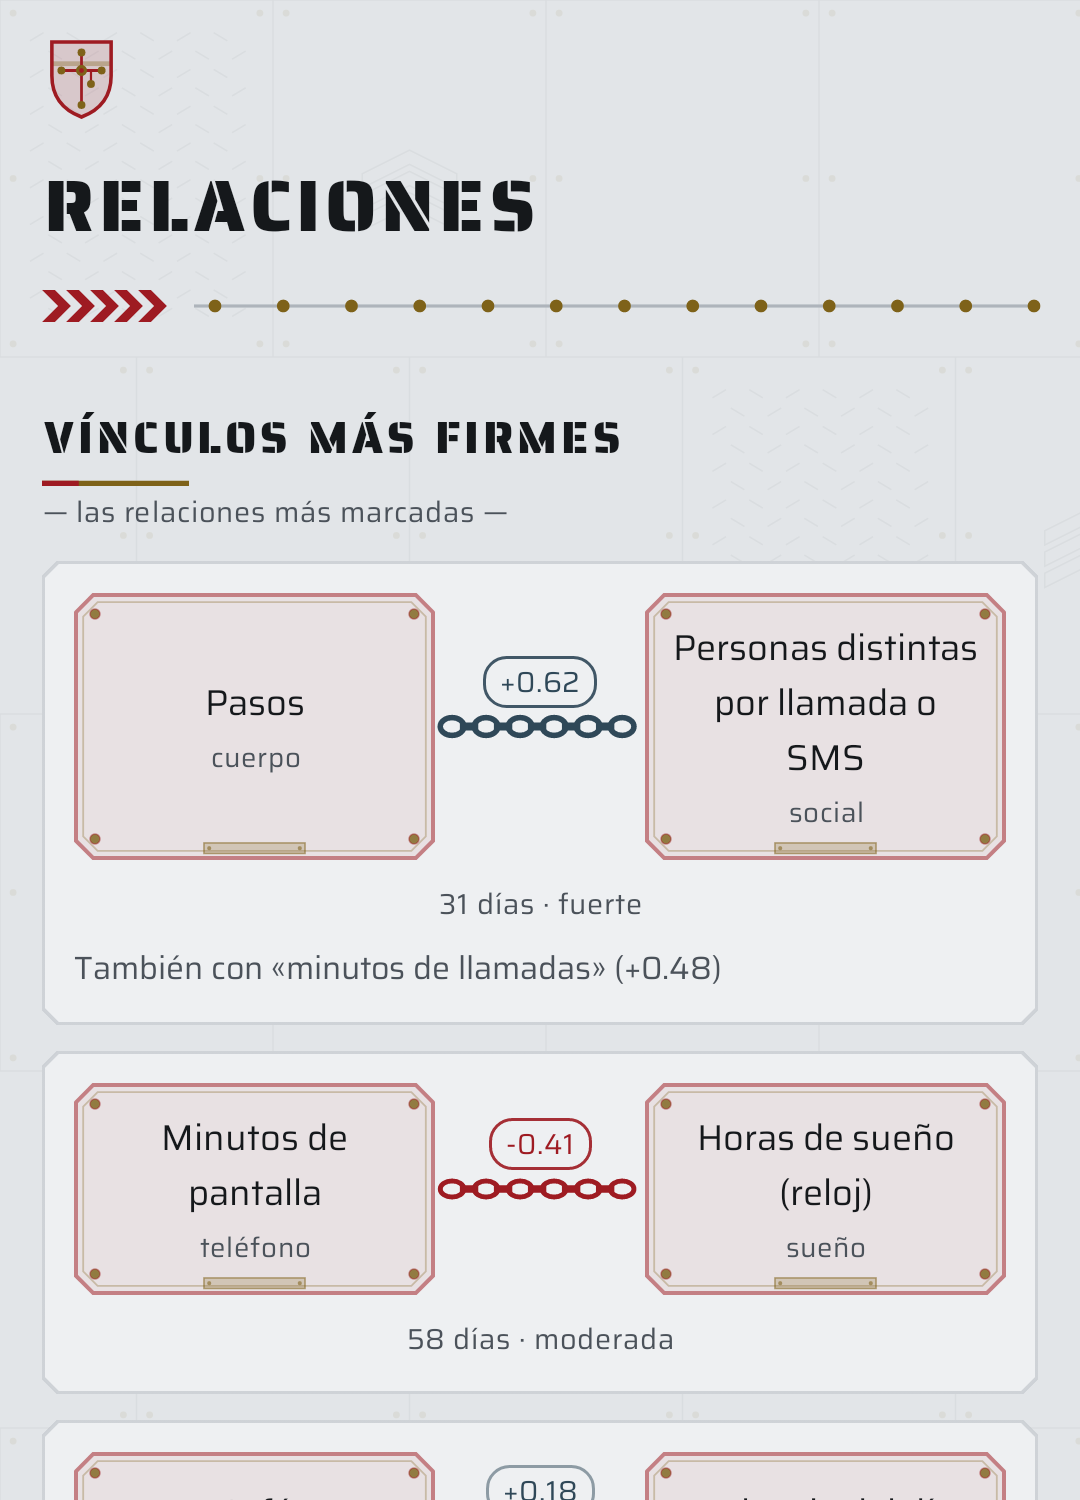 RELACIONES
VÍNCULOS MÁS FIRMES
— las relaciones más marcadas —
Pasos
cuerpo
+0.62
Personas distintas
por llamada o
SMS
social
31 días · fuerte
También con «minutos de llamadas» (+0.48)
Minutos de
pantalla
teléfono
-0.41
Horas de sueño
(reloj)
sueño
58 días · moderada
+0.18